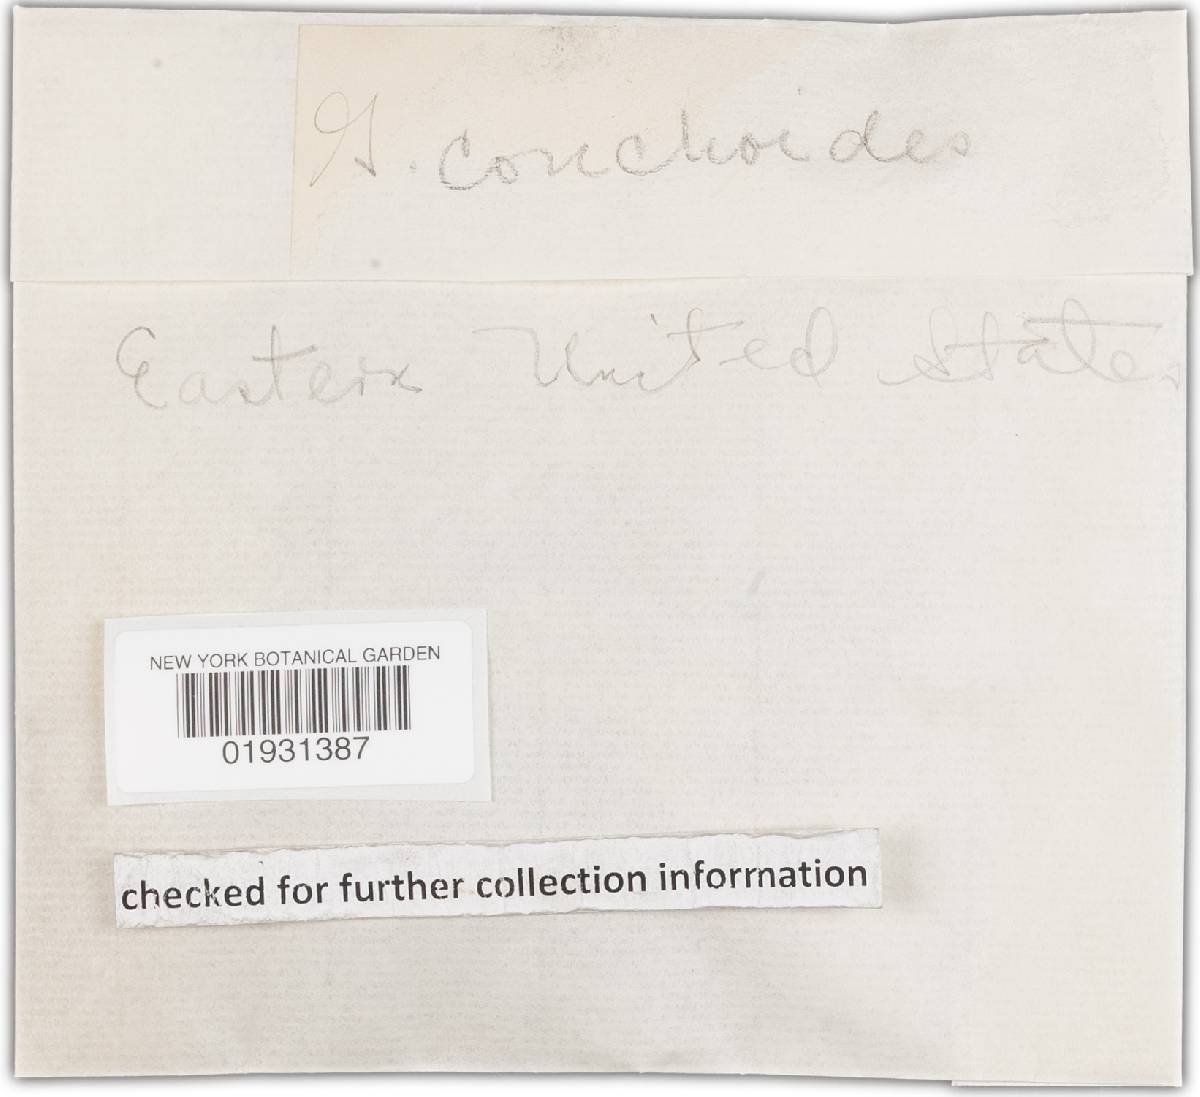 G. conchoides
Eastern United States
NEW YORK BOTANICAL GARDEN
01931387
checked for further collection information